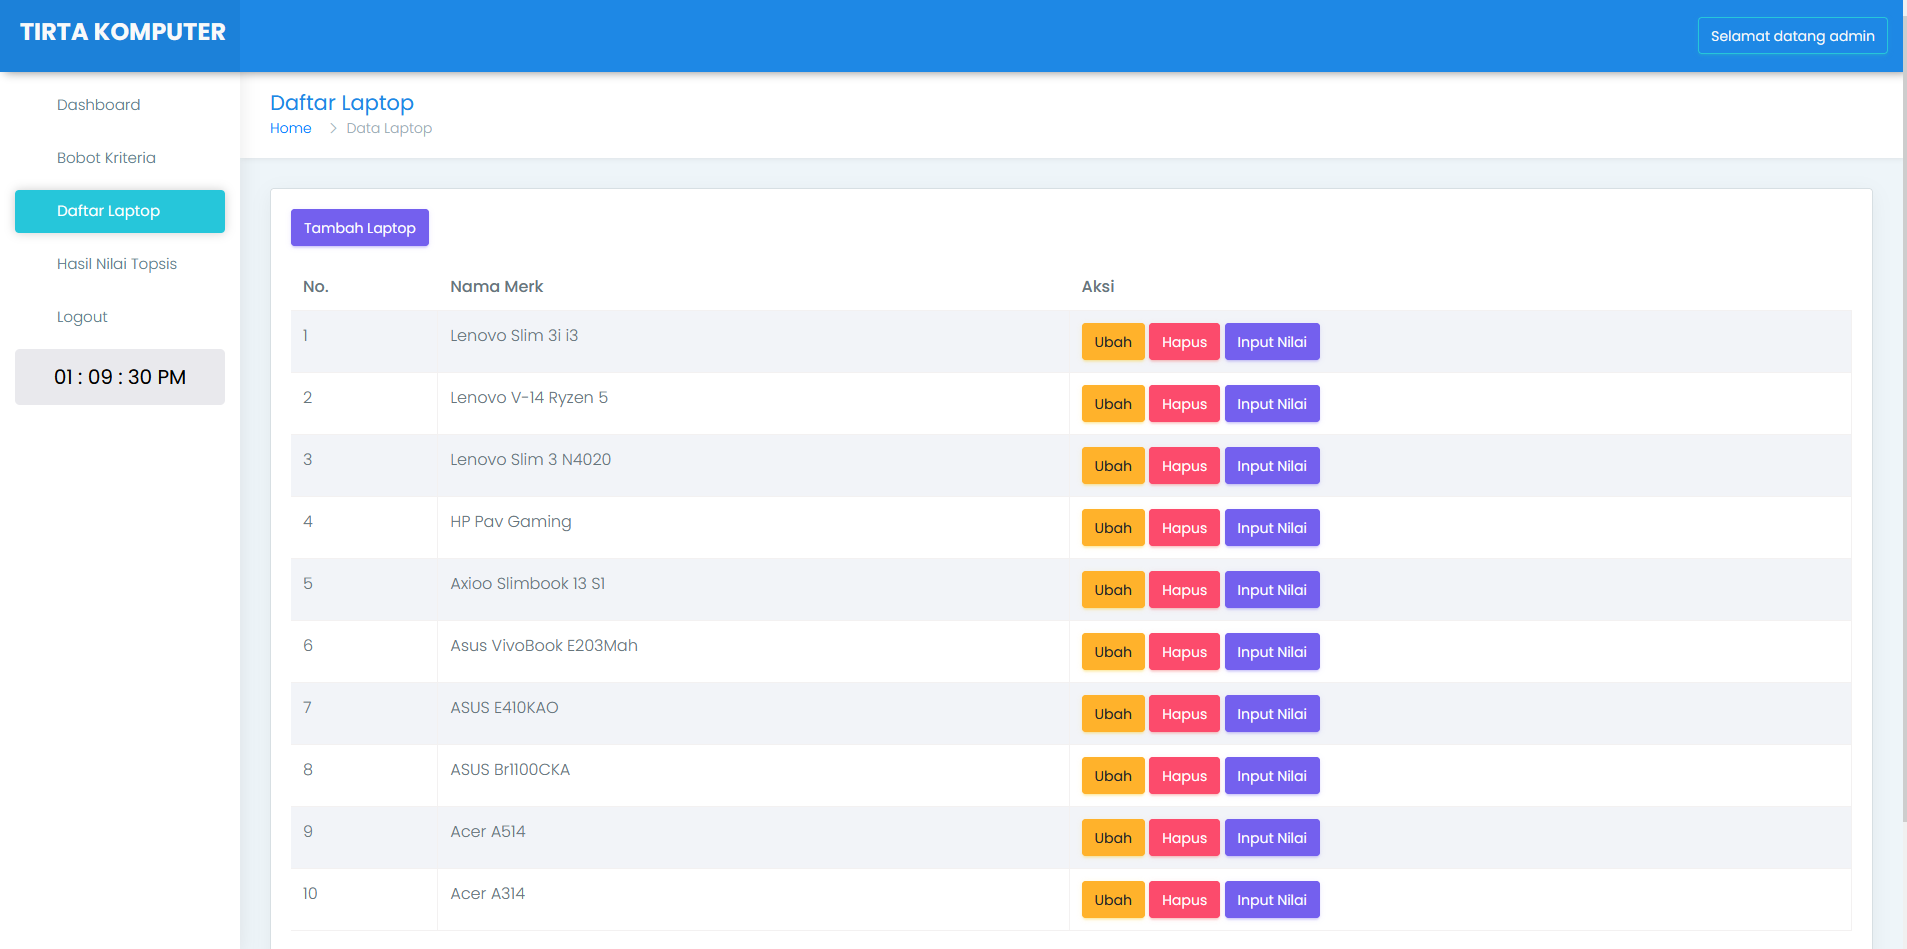 TIRTA KOMPUTER
Selamat datang admin
Dashboard
Bobot Kriteria
Daftar Laptop
Hasil Nilai Topsis
Logout
01 : 09 : 30 PM
Daftar Laptop
Home > Data Laptop
Tambah Laptop
No. Nama Merk Aksi
1 Lenovo Slim 3i i3 Ubah Hapus Input Nilai
2 Lenovo V-14 Ryzen 5 Ubah Hapus Input Nilai
3 Lenovo Slim 3 N4020 Ubah Hapus Input Nilai
4 HP Pav Gaming Ubah Hapus Input Nilai
5 Axioo Slimbook 13 S1 Ubah Hapus Input Nilai
6 Asus VivoBook E203Mah Ubah Hapus Input Nilai
7 ASUS E410KAO Ubah Hapus Input Nilai
8 ASUS Br1100CKA Ubah Hapus Input Nilai
9 Acer A514 Ubah Hapus Input Nilai
10 Acer A314 Ubah Hapus Input Nilai